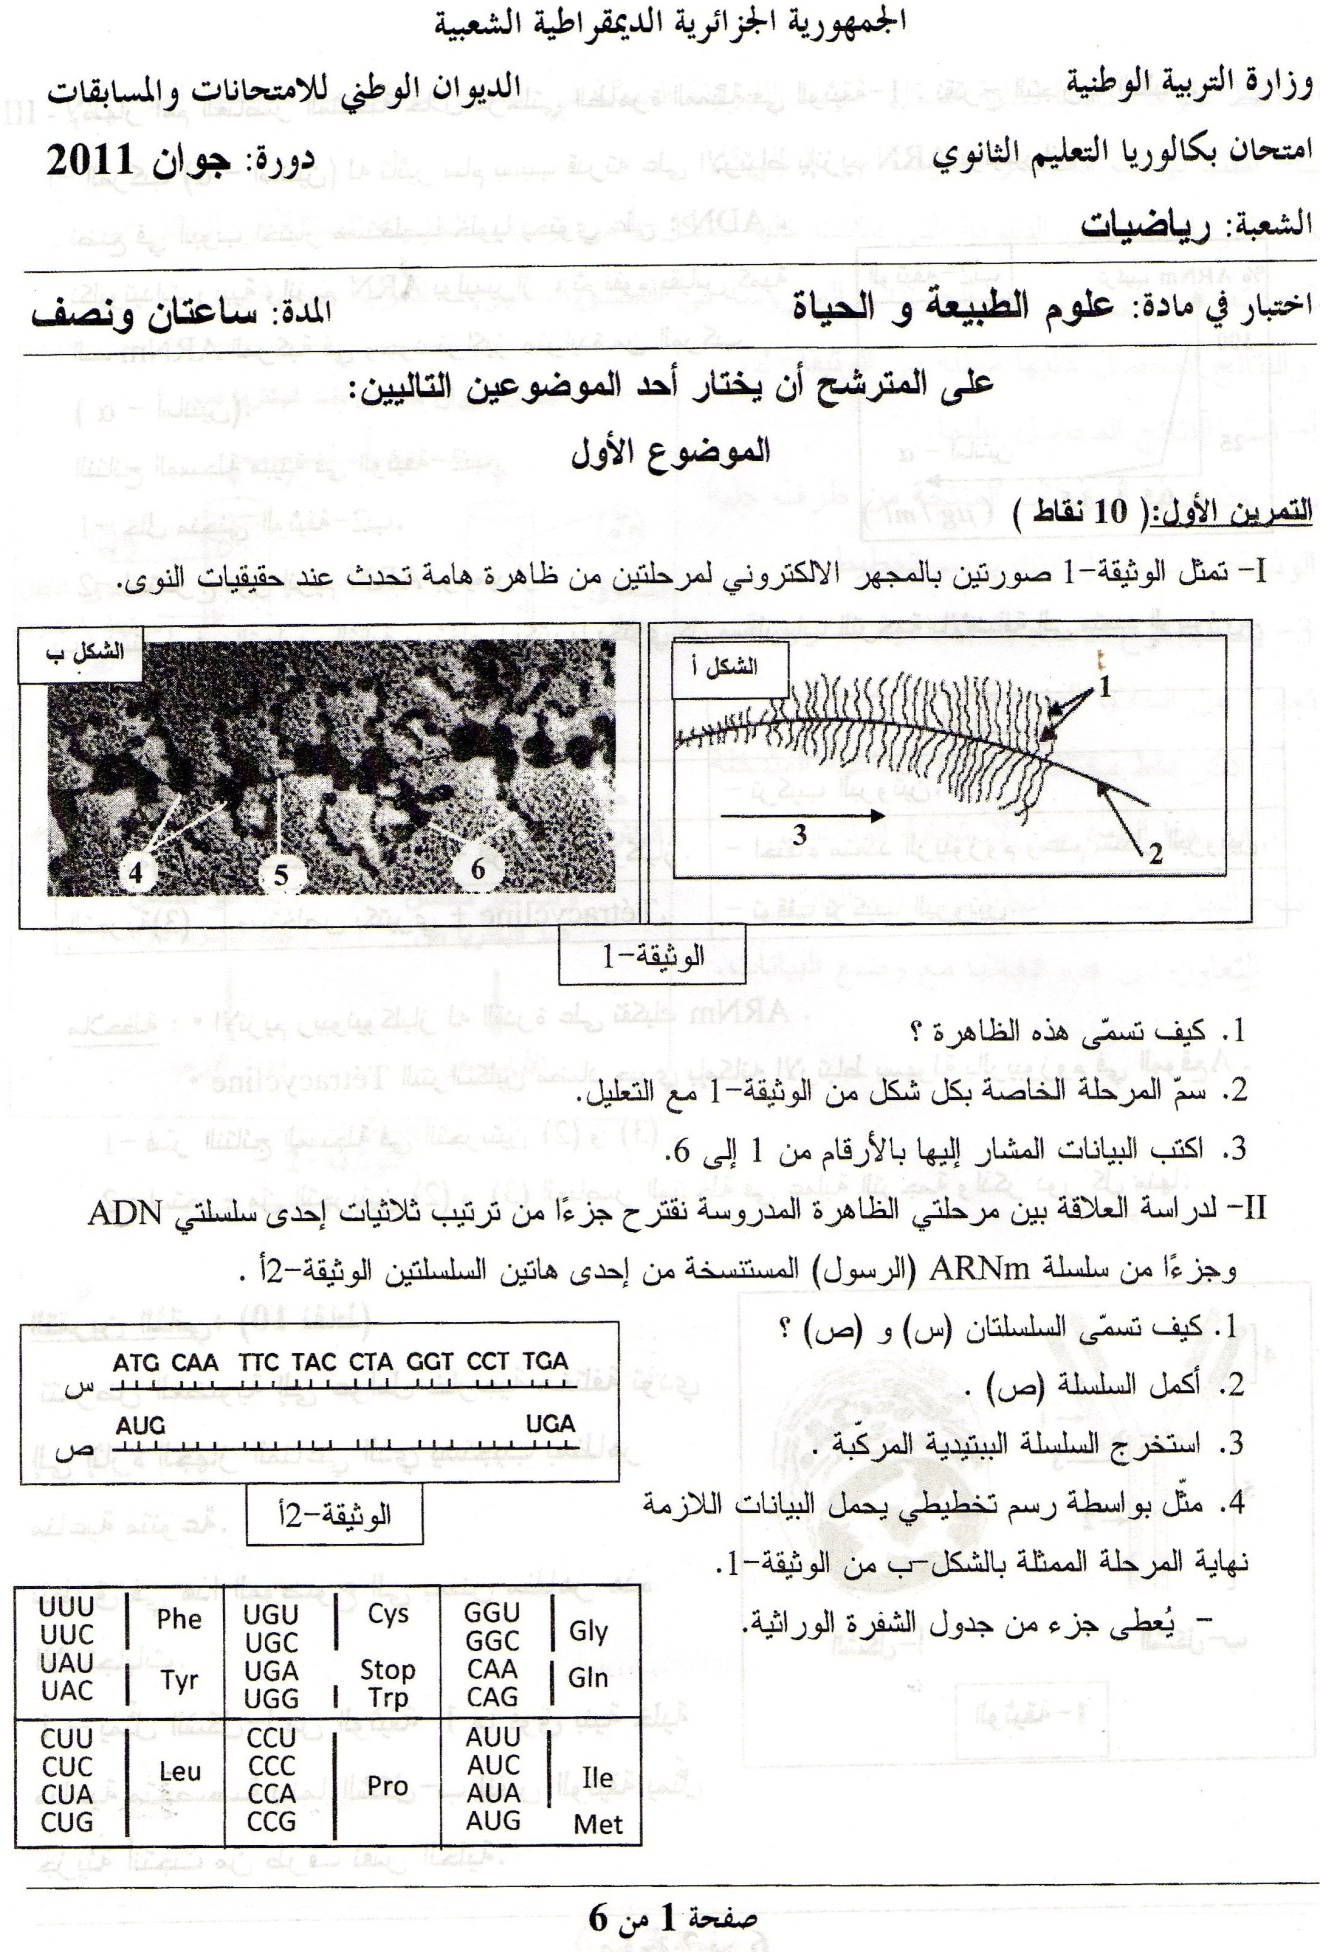 الجمهورية الجزائرية الديمقراطية الشعبية
وزارة التربية الوطنية
الديوان الوطني للامتحانات والمسابقات
امتحان بكالوريا التعليم الثانوي
دورة: جوان 2011
الشعبة: رياضيات
اختبار في مادة: علوم الطبيعة و الحياة
المدة: ساعتان ونصف
على المترشح أن يختار أحد الموضوعين التاليين:
الموضوع الأول
التمرين الأول:( 10 نقاط )
I- تمثل الوثيقة-1 صورتين بالمجهر الالكتروني لمرحلتين من ظاهرة هامة تحدث عند حقيقيات النوى.
الشكل أ
1
2
3
الشكل ب
4
5
6
الوثيقة-1
1. كيف تسمّى هذه الظاهرة ؟
2. سمّ المرحلة الخاصة بكل شكل من الوثيقة-1 مع التعليل.
3. اكتب البيانات المشار إليها بالأرقام من 1 إلى 6.
II- لدراسة العلاقة بين مرحلتي الظاهرة المدروسة نقترح جزءًا من ترتيب ثلاثيات إحدى سلسلتي ADN
وجزءًا من سلسلة ARNm (الرسول) المستنسخة من إحدى هاتين السلسلتين الوثيقة-2أ .
1. كيف تسمّى السلسلتان (س) و (ص) ؟
2. أكمل السلسلة (ص) .
3. استخرج السلسلة الببتيدية المركّبة .
4. مثّل بواسطة رسم تخطيطي يحمل البيانات اللازمة
نهاية المرحلة الممثلة بالشكل-ب من الوثيقة-1.
- يُعطى جزء من جدول الشفرة الوراثية.
ATG CAA TTC TAC CTA GGT CCT TGA
س
AUG UGA
ص
الوثيقة-2أ
UUU
UUC
Phe
UAU
UAC
Tyr
UGU
UGC
Cys
UGA Stop
UGG Trp
GGU
GGC
Gly
CAA
CAG
Gln
CUU
CUC
CUA
CUG
Leu
CCU
CCC
CCA
CCG
Pro
AUU
AUC
AUA
Ile
AUG Met
صفحة 1 من 6